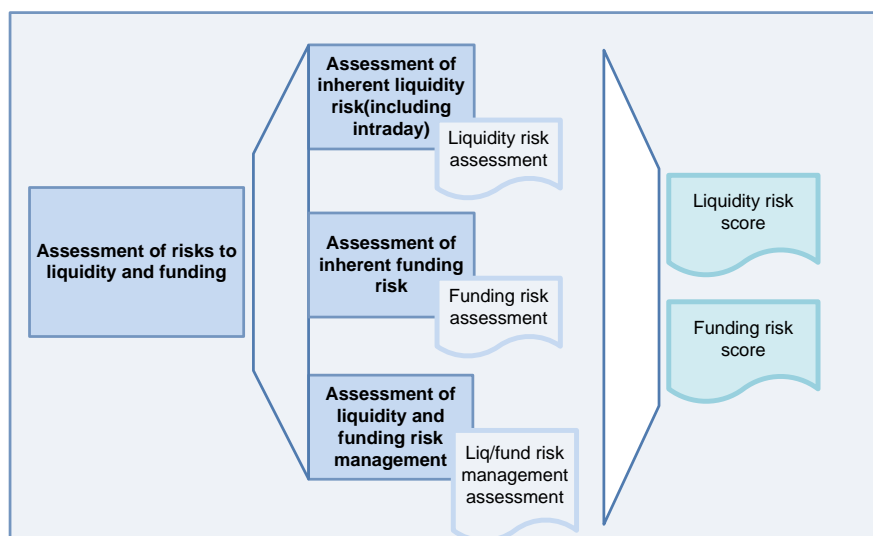 Assessment of risks to
liquidity and funding
Assessment of
inherent liquidity
risk(including
intraday)
Liquidity risk
assessment
Assessment of
inherent funding
risk
Funding risk
assessment
Assessment of
liquidity and
funding risk
management
Liq/fund risk
management
assessment
Liquidity risk
score
Funding risk
score